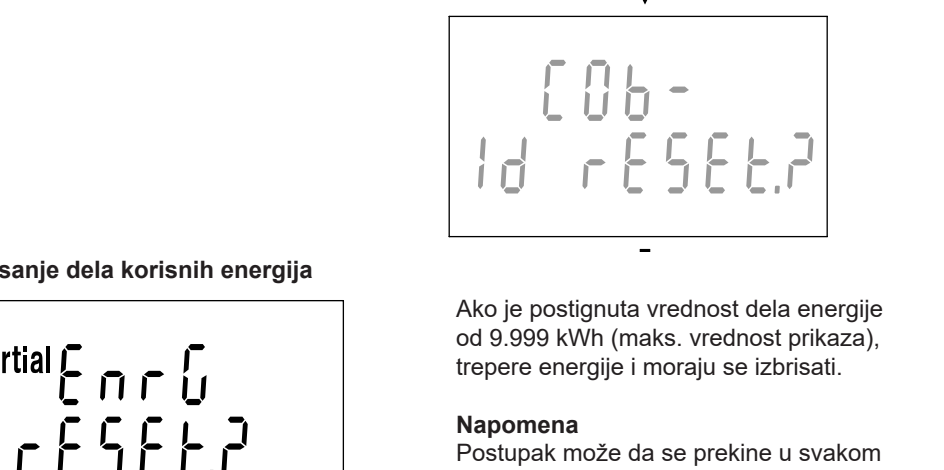 COb-
Id rESEt.?
sanje dela korisnih energija
rtial EnrG
rESEt.?
Ako je postignuta vrednost dela energije
od 9.999 kWh (maks. vrednost prikaza),
trepere energije i moraju se izbrisati.
Napomena
Postupak može da se prekine u svakom